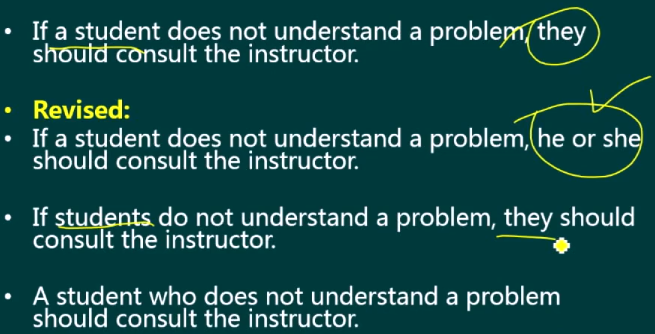 • If a student does not understand a problem, they
should consult the instructor.
• Revised:
• If a student does not understand a problem, he or she
should consult the instructor.
• If students do not understand a problem, they should
consult the instructor.
• A student who does not understand a problem
should consult the instructor.